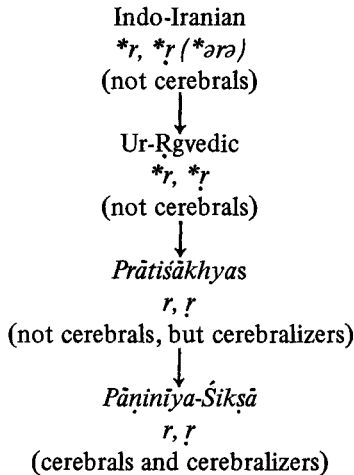 Indo-Iranian
*r, *ṛ (*ərə)
(not cerebrals)
Ur-Ṛgvedic
*r, *ṛ
(not cerebrals)
Prātiśākhyas
r, ṛ
(not cerebrals, but cerebralizers)
Pāṇinīya-Śikṣā
r, ṛ
(cerebrals and cerebralizers)